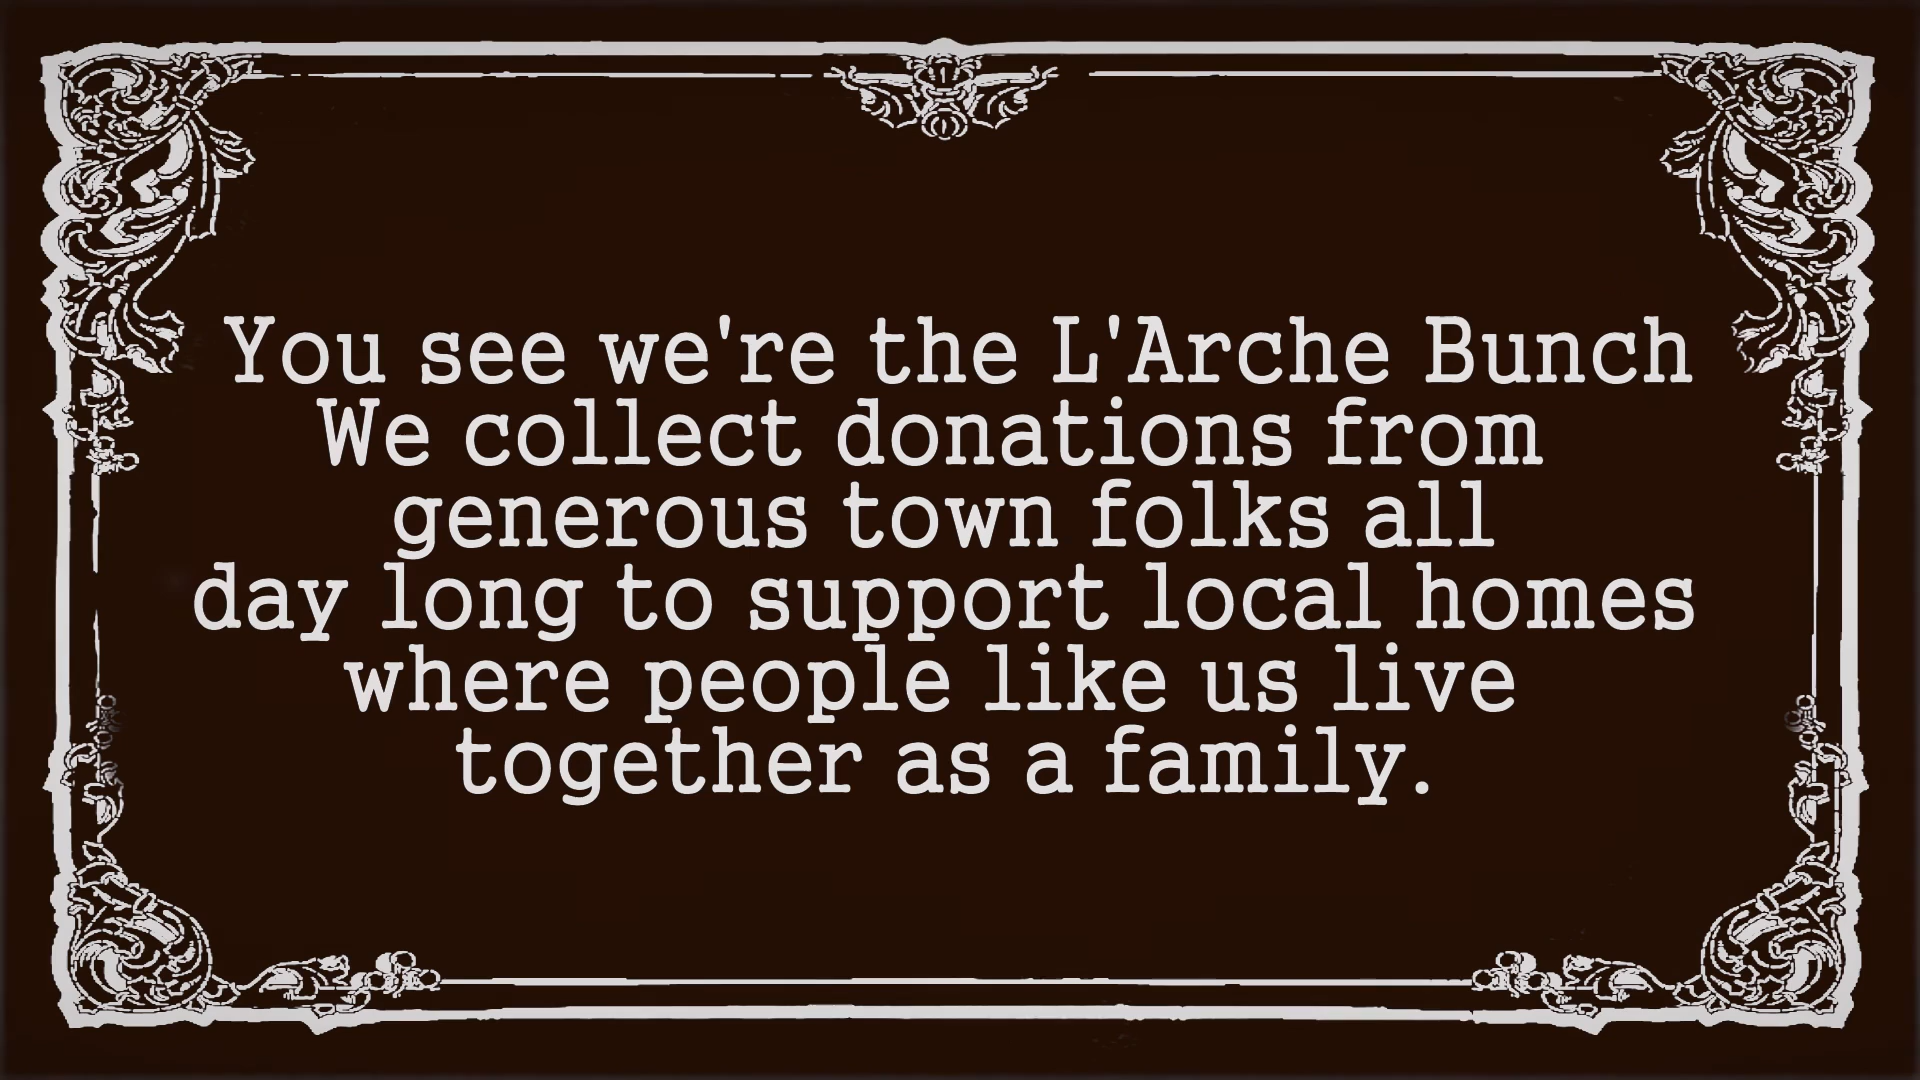 You see we're the L'Arche Bunch
We collect donations from
generous town folks all
day long to support local homes
where people like us live
together as a family.